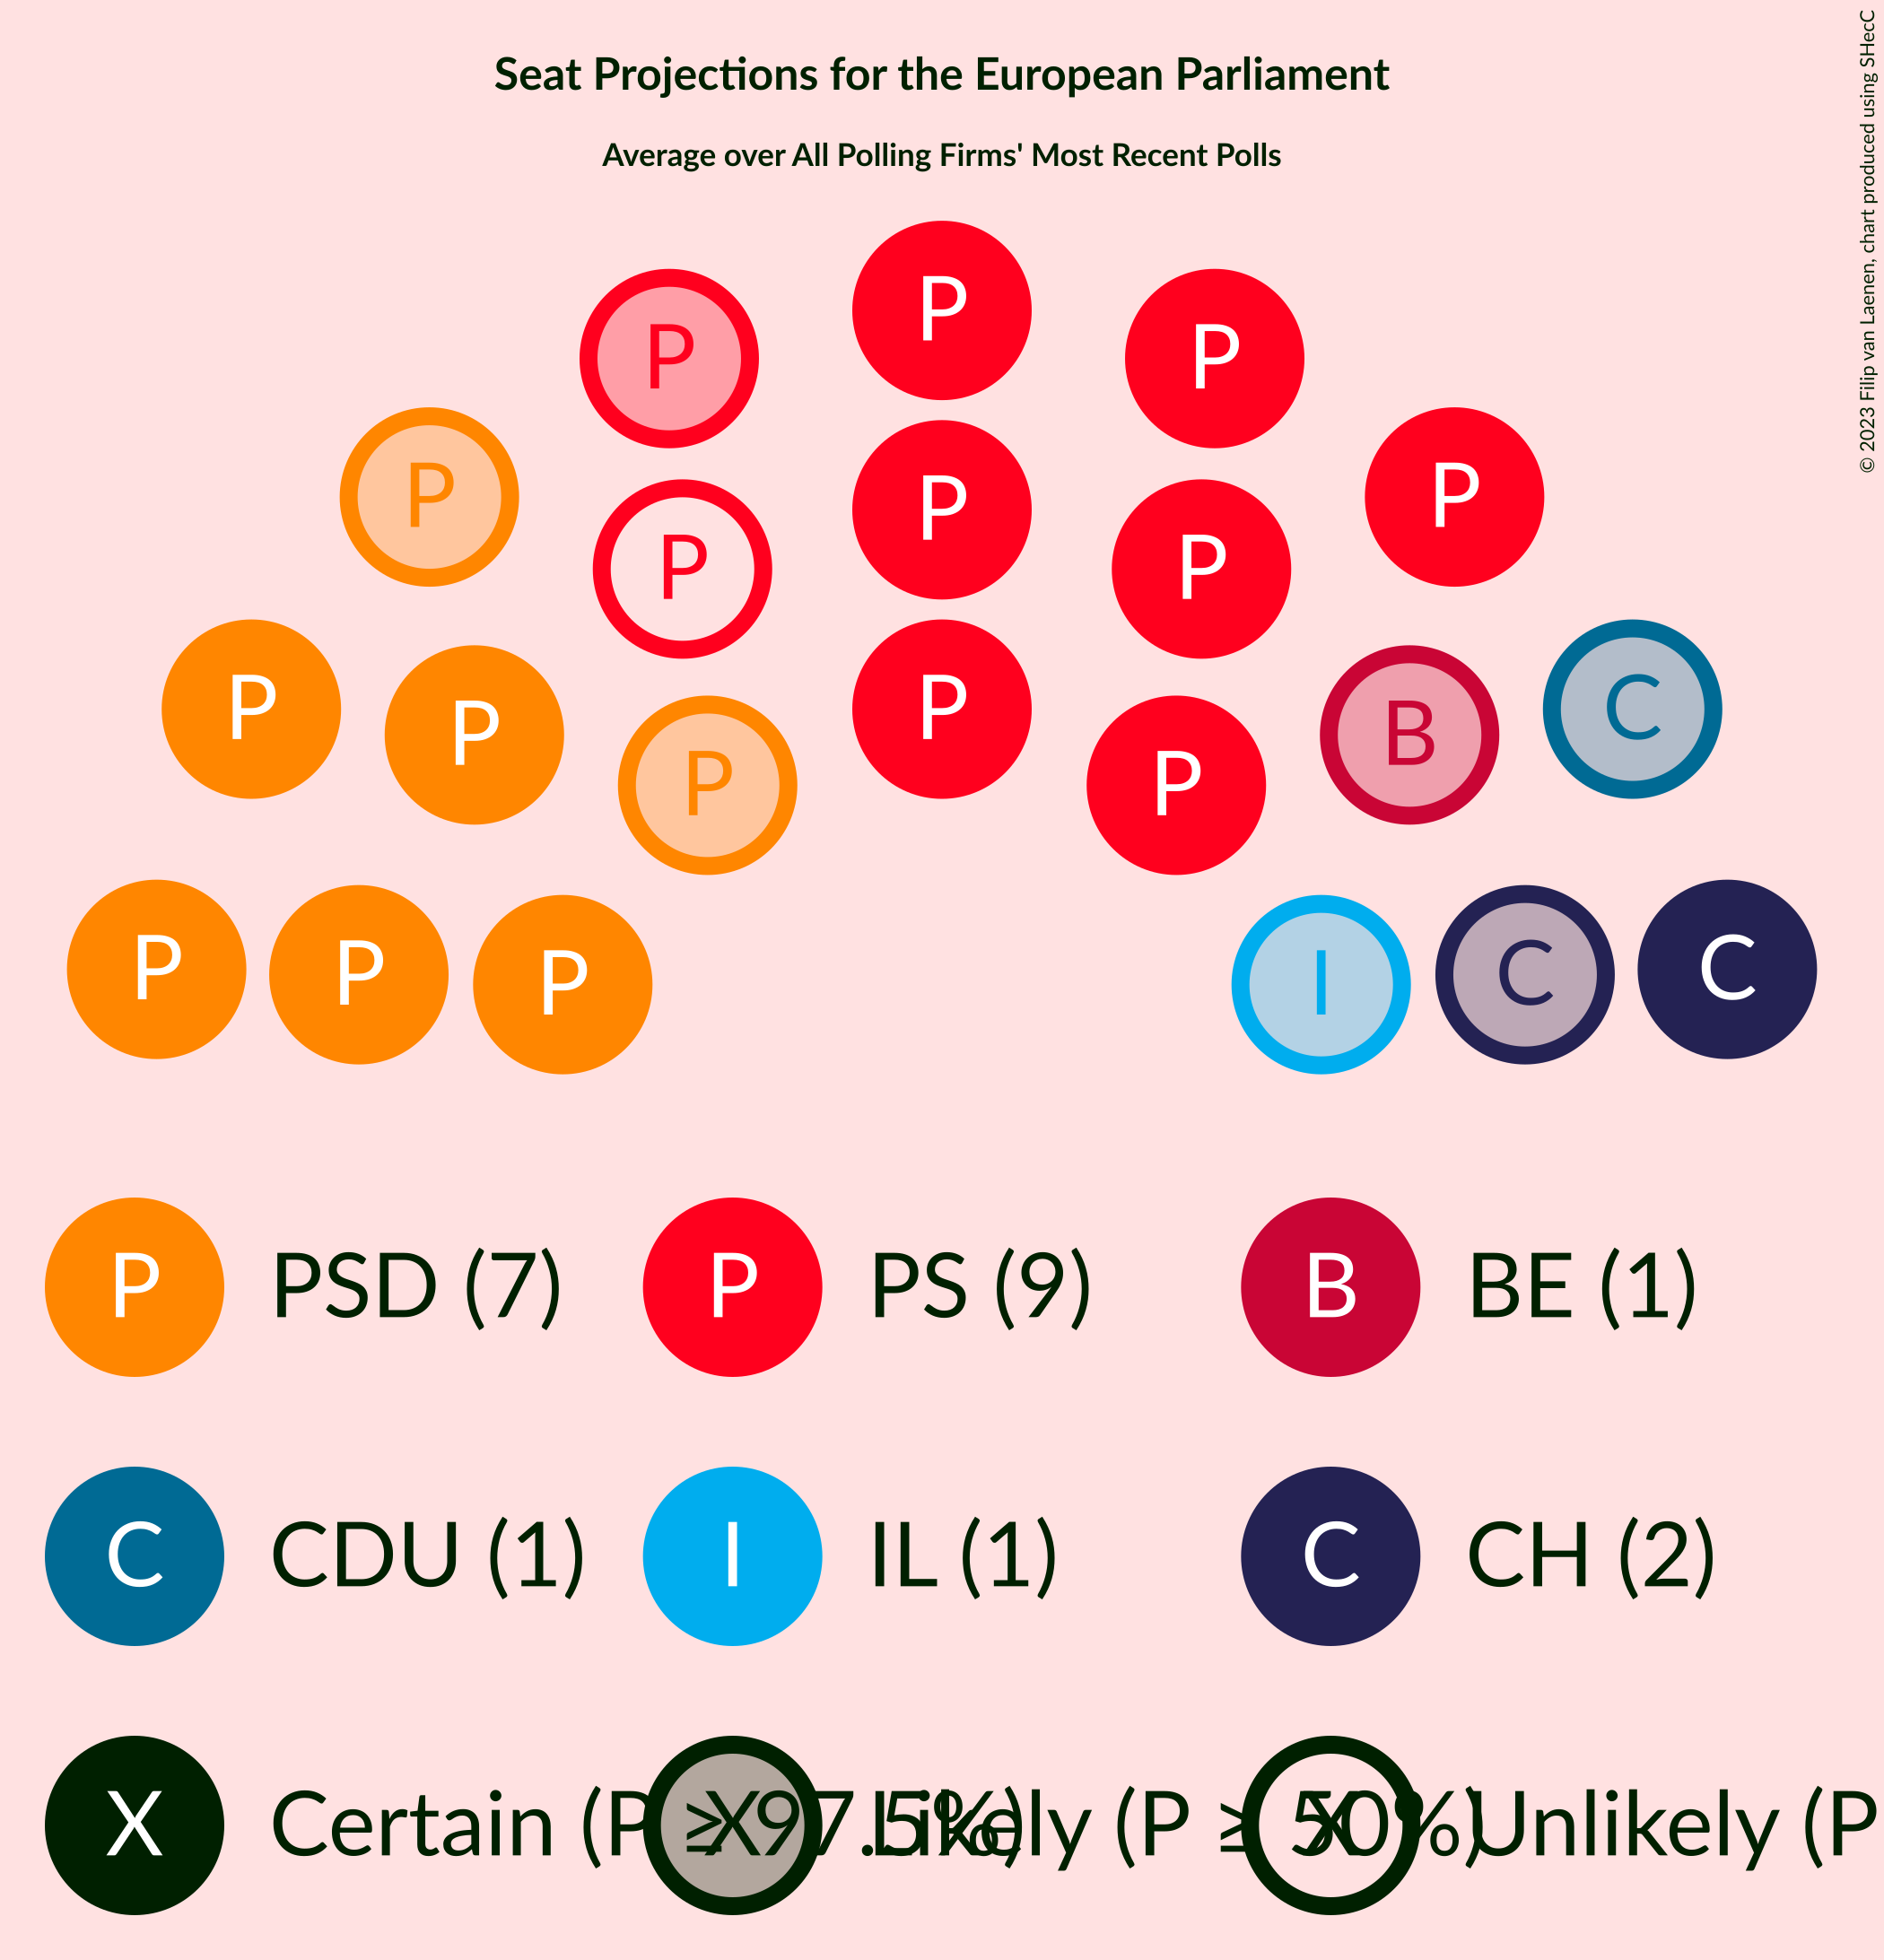 Seat Projections for the European Parliament
Average over All Polling Firms' Most Recent Polls
© 2023 Filip van Laenen, chart produced using SHecC
P
P P
P P
P P P
P P P B C
P P
P P P I C C
P PSD (7) P PS (9) B BE (1)
C CDU (1) I IL (1) C CH (2)
X Certain (P ≥ 97.5%) X Likely (P ≥ 50%) X Unlikely (P